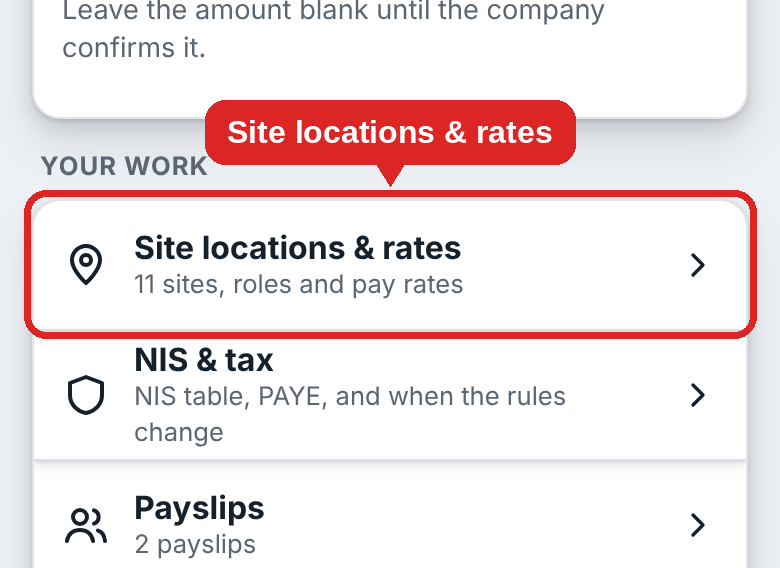 Leave the amount blank until the company
confirms it.
Site locations & rates
YOUR WORK
Site locations & rates
11 sites, roles and pay rates
NIS & tax
NIS table, PAYE, and when the rules
change
Payslips
2 payslips